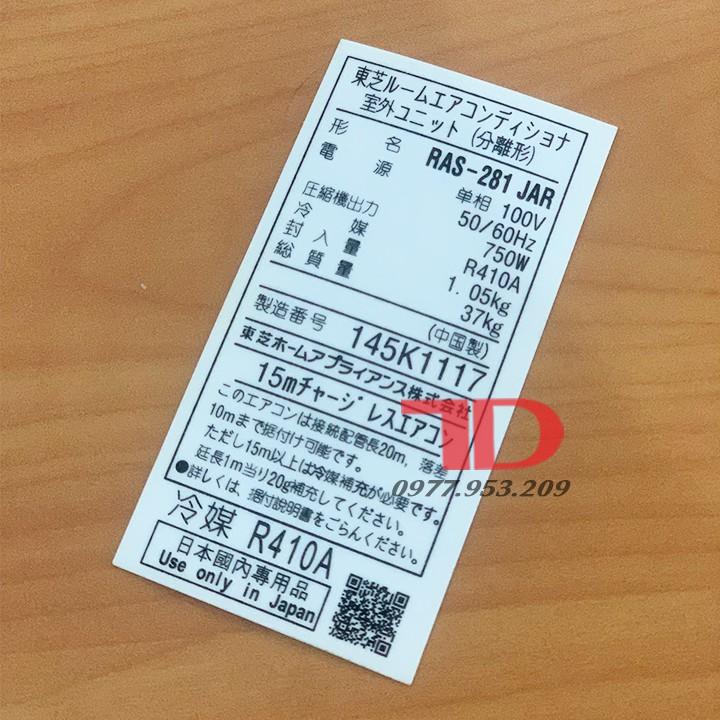 東芝ルームエアコンディショナ
室外ユニット (分離形)
形名 RAS-281 JAR
電源 单相 100V
50/60Hz
圧縮機出力 750W
冷媒 R410A
封入量 1.05kg
総質量 37kg
(中国製)
製造番号 145K1117
東芝ホームアプライアンス株式会社
15mチャージレスエアコン
このエアコンは接統配管長20m, 落差
10mまで据付け可能です。
ただし15m以上は冷媒補充が必要です。
延長1m当り20g補充してください。
●詳しくは、据付説明書をごらんください。
冷媒 R410A
日本國內專用品
Use only in Japan
TD
0977.953.209